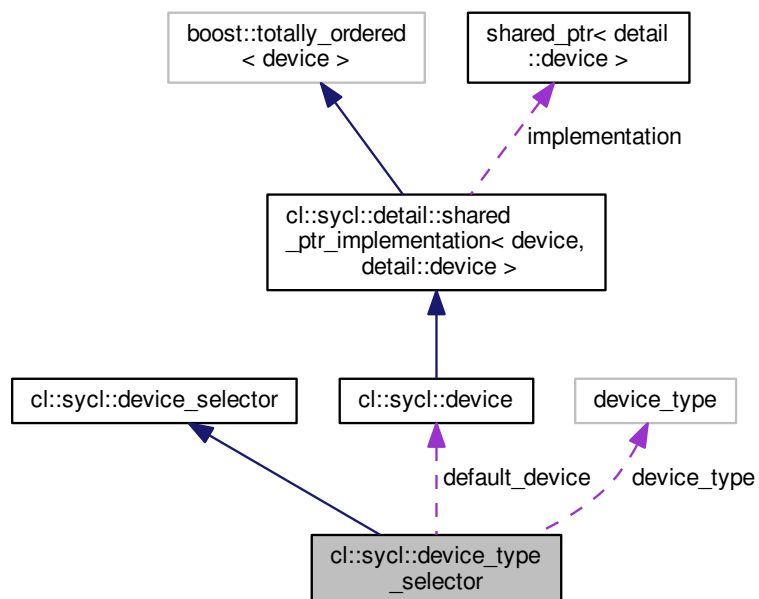 boost::totally_ordered
< device >
shared_ptr< detail
::device >
implementation
cl::sycl::detail::shared
_ptr_implementation< device,
detail::device >
cl::sycl::device_selector
cl::sycl::device
device_type
default_device
device_type
cl::sycl::device_type
_selector